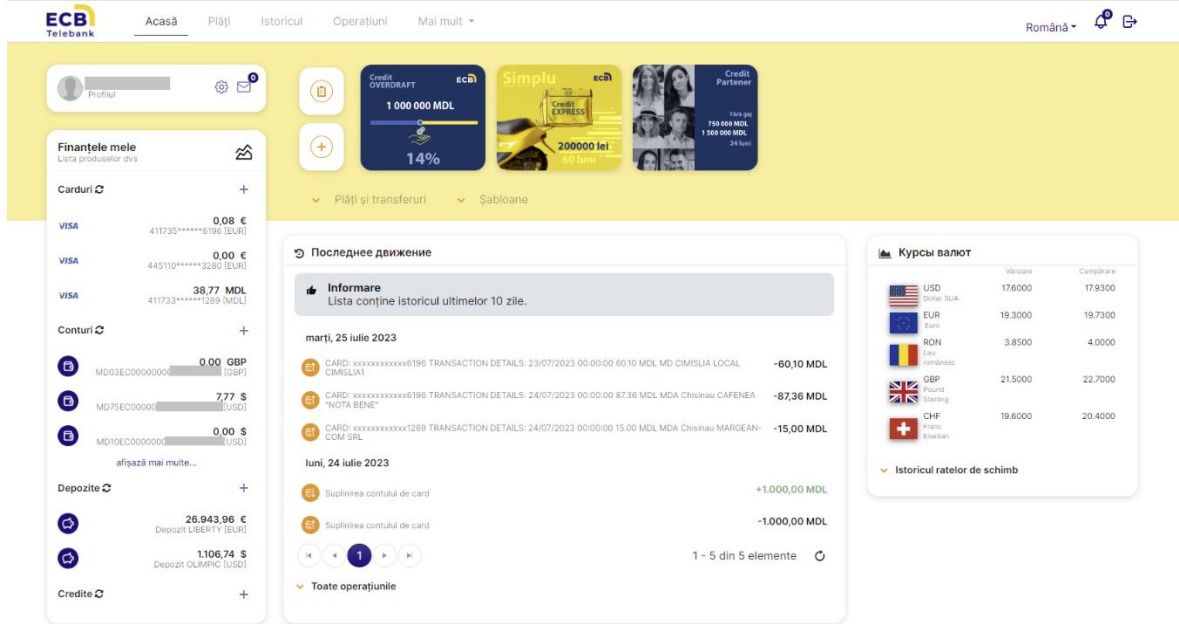 ECB
Telebank
Acasă
Plăți
Istoricul
Operațiuni
Mai mult
Română
0
Profilul
0
Credit
OVERDRAFT
ECB
1 000 000 MDL
14%
Simplu
ECB
Credit
EXPRESS
200000 lei
60 luni
Credit
Partener
Fără gaj
750 000 MDL
1 500 000 MDL
24 luni
Plăți și transferuri
Șabloane
Finanțele mele
Lista produselor dvs
Carduri
VISA
0,08 €
411735******6196 [EUR]
VISA
0,00 €
445110******3280 [EUR]
VISA
38,77 MDL
411733******1289 [MDL]
Conturi
0,00 GBP
MD03EC00000000 [GBP]
7,77 $
MD75EC00000 [USD]
0,00 $
MD10EC0000000 [USD]
afișază mai multe...
Depozite
26.943,96 €
Depozit LIBERTY [EUR]
1.106,74 $
Depozit OLIMPIC [USD]
Credite
Последнее движение
Informare
Lista conține istoricul ultimelor 10 zile.
marți, 25 iulie 2023
CARD: xxxxxxxxxxxx6196 TRANSACTION DETAILS: 23/07/2023 00:00:00 60.10 MDL MD CIMISLIA LOCAL
CIMISLIA1
-60,10 MDL
CARD: xxxxxxxxxxxx6196 TRANSACTION DETAILS: 24/07/2023 00:00:00 87.36 MDL MDA Chisinau CAFENEA
"NOTA BENE"
-87,36 MDL
CARD: xxxxxxxxxxxx1289 TRANSACTION DETAILS: 24/07/2023 00:00:00 15.00 MDL MDA Chisinau MARGEAN-
COM SRL
-15,00 MDL
luni, 24 iulie 2023
Suplinirea contului de card
+1.000,00 MDL
Suplinirea contului de card
-1.000,00 MDL
1
1 - 5 din 5 elemente
Toate operațiunile
Курсы валют
Vânzare Cumpărare
USD 17.6000 17.9300
Dolar SUA
EUR 19.3000 19.7300
Euro
RON 3.8500 4.0000
Leu
românesc
GBP 21.5000 22.7000
Pound
Sterling
CHF 19.6000 20.4000
Franc
Elvetian
Istoricul ratelor de schimb